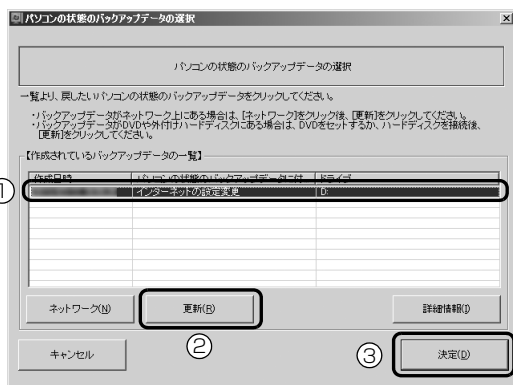 パソコンの状態のバックアップデータの選択
パソコンの状態のバックアップデータの選択
一覧より、戻したいパソコンの状態のバックアップデータをクリックしてください。
・バックアップデータがネットワーク上にある場合は、[ネットワーク]をクリック後、[更新]をクリックしてください。
・バックアップデータがDVDや外付けハードディスクにある場合は、DVDをセットするか、ハードディスクを接続後、
[更新]をクリックしてください。
【作成されているバックアップデータの一覧】
作成日時 パソコンの状態のバックアップデータに付 ドライブ
① インターネットの設定変更 D:
ネットワーク(N) 更新(R) 詳細情報(I)
キャンセル ② ③ 決定(D)